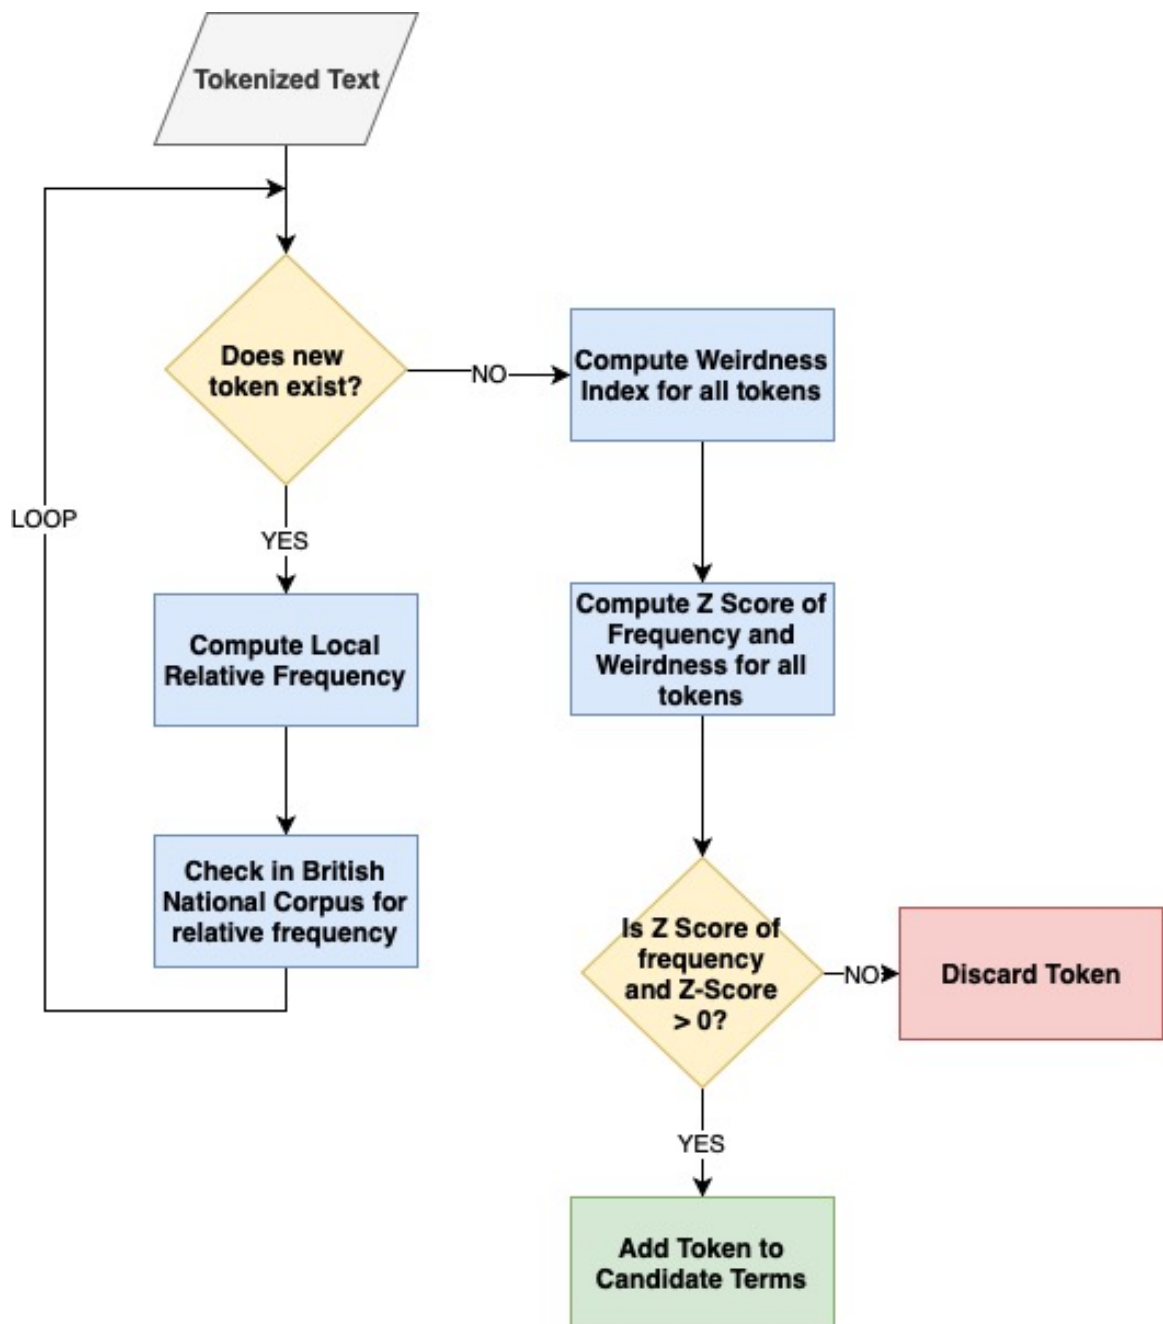 Tokenized Text
Does new
token exist?
NO
Compute Weirdness
Index for all tokens
LOOP
YES
Compute Local
Relative Frequency
Compute Z Score of
Frequency and
Weirdness for all
tokens
Check in British
National Corpus for
relative frequency
Is Z Score of
frequency
and Z-Score
> 0?
NO
Discard Token
YES
Add Token to
Candidate Terms